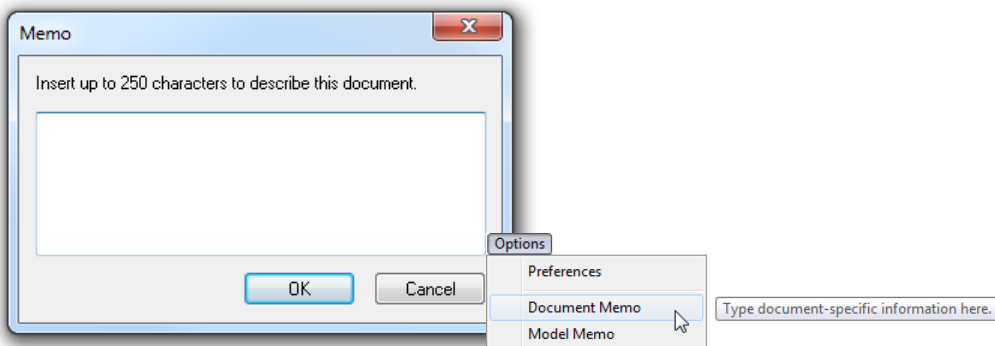 Memo
Insert up to 250 characters to describe this document.
OK
Cancel
Options
Preferences
Document Memo
Type document-specific information here.
Model Memo